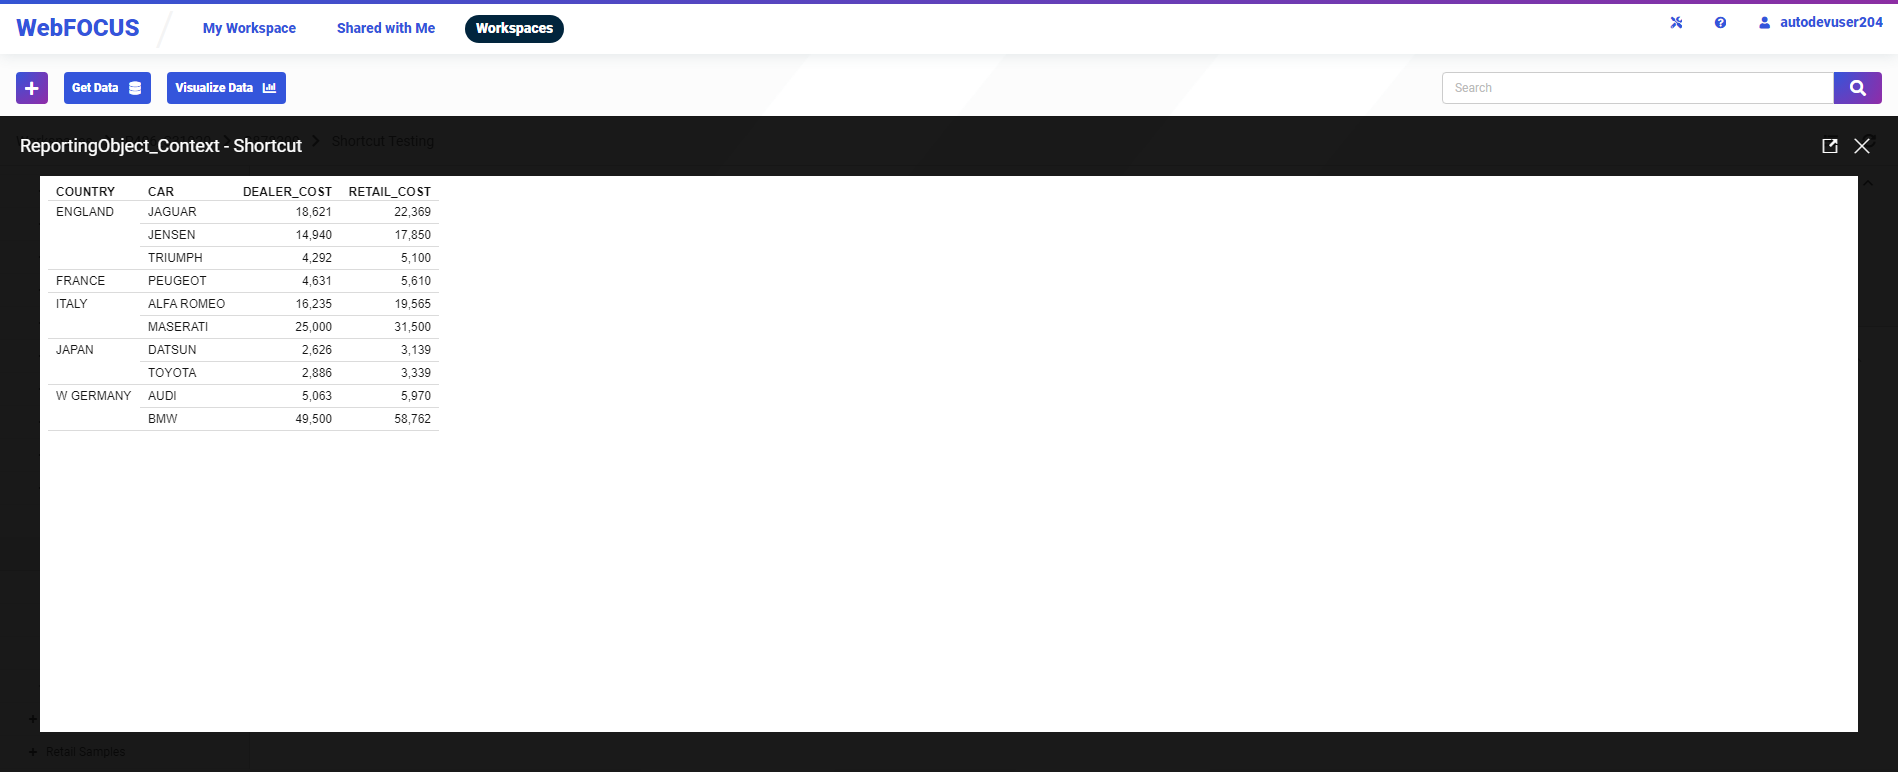 WebFOCUS My Workspace Shared with Me Workspaces autodevuser204
Get Data Visualize Data Search
Shortcut Testing
ReportingObject_Context - Shortcut
COUNTRY CAR DEALER_COST RETAIL_COST
ENGLAND JAGUAR 18,621 22,369
JENSEN 14,940 17,850
TRIUMPH 4,292 5,100
FRANCE PEUGEOT 4,631 5,610
ITALY ALFA ROMEO 16,235 19,565
MASERATI 25,000 31,500
JAPAN DATSUN 2,626 3,139
TOYOTA 2,886 3,339
W GERMANY AUDI 5,063 5,970
BMW 49,500 58,762
Retail Samples